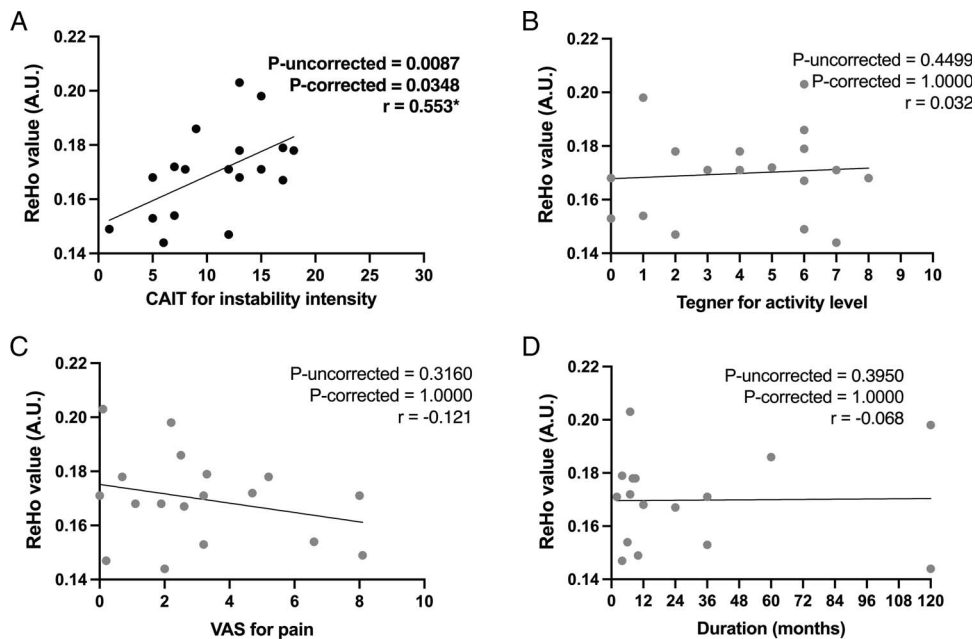 A
0.22
0.20
0.18
0.16
0.14
ReHo value (A.U.)
P-uncorrected = 0.0087
P-corrected = 0.0348
r = 0.553*
0 5 10 15 20 25 30
CAIT for instability intensity
B
0.22
0.20
0.18
0.16
0.14
ReHo value (A.U.)
P-uncorrected = 0.4499
P-corrected = 1.0000
r = 0.032
0 1 2 3 4 5 6 7 8 9 10
Tegner for activity level
C
0.22
0.20
0.18
0.16
0.14
ReHo value (A.U.)
P-uncorrected = 0.3160
P-corrected = 1.0000
r = -0.121
0 2 4 6 8 10
VAS for pain
D
0.22
0.20
0.18
0.16
0.14
ReHo value (A.U.)
P-uncorrected = 0.3950
P-corrected = 1.0000
r = -0.068
0 12 24 36 48 60 72 84 96 108 120
Duration (months)